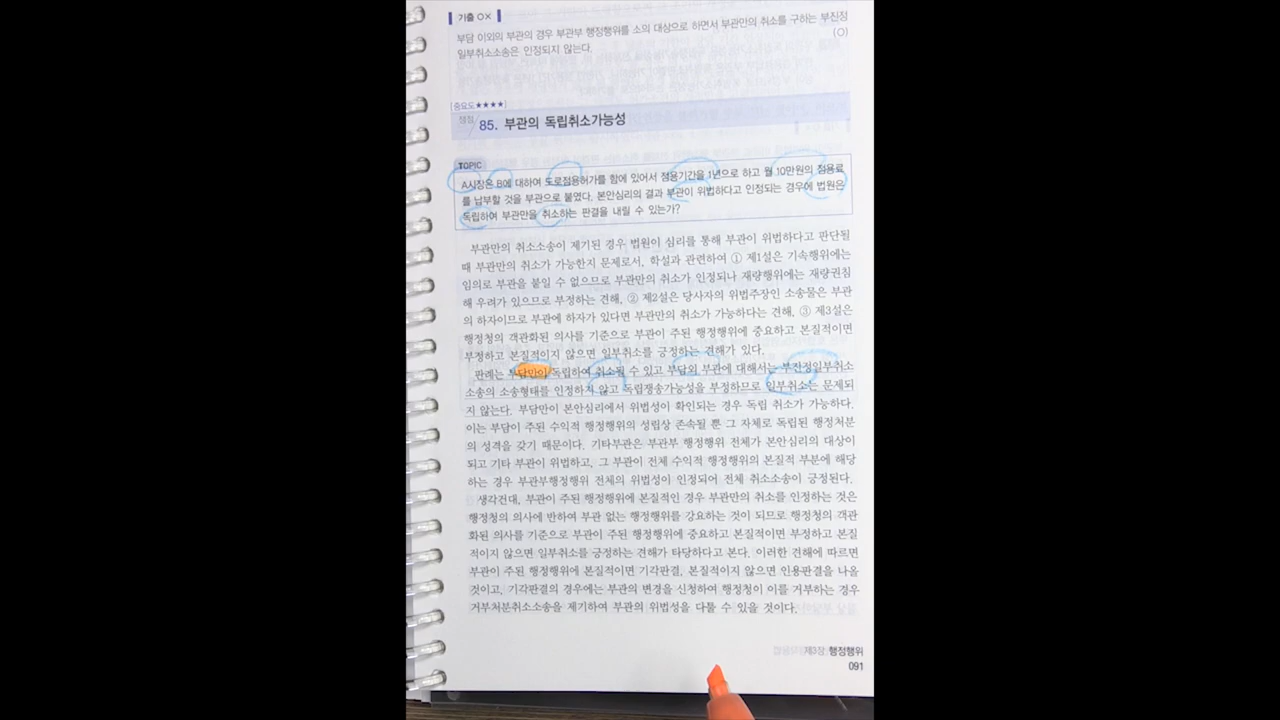 기출 OX
부담 이외의 부관의 경우 부관부 행정행위를 소의 대상으로 하면서 부관만의 취소를 구하는 부진정
일부취소소송은 인정되지 않는다. (O)
[중요도★★★★]
쟁점 85. 부관의 독립취소가능성
TOPIC
A시장은 B에 대하여 도로점용허가를 함에 있어서 점용기간을 1년으로 하고 월 10만원의 점용료
를 납부할 것을 부관으로 붙였다. 본안심리의 결과 부관이 위법하다고 인정되는 경우에 법원은
독립하여 부관만을 취소하는 판결을 내릴 수 있는가?
부관만의 취소소송이 제기된 경우 법원이 심리를 통해 부관이 위법하다고 판단될
때 부관만의 취소가 가능한지 문제로서, 학설과 관련하여 ① 제1설은 기속행위에는
임의로 부관을 붙일 수 없으므로 부관만의 취소가 인정되나 재량행위에는 재량권침
해 우려가 있으므로 부정하는 견해, ② 제2설은 당사자의 위법주장인 소송물은 부관
의 하자이므로 부관에 하자가 있다면 부관만의 취소가 가능하다는 견해, ③ 제3설은
행정청의 객관화된 의사를 기준으로 부관이 주된 행정행위에 중요하고 본질적이면
부정하고 본질적이지 않으면 일부취소를 긍정하는 견해가 있다.
판례는 부담만이 독립하여 취소될 수 있고 부담외 부관에 대해서는 부진정일부취소
소송의 소송형태를 인정하지 않고 독립쟁송가능성을 부정하므로 일부취소는 문제되
지 않는다. 부담만이 본안심리에서 위법성이 확인되는 경우 독립 취소가 가능하다.
이는 부담이 주된 수익적 행정행위의 성립상 존속될 뿐 그 자체로 독립된 행정처분
의 성격을 갖기 때문이다. 기타부관은 부관부 행정행위 전체가 본안심리의 대상이
되고 기타 부관이 위법하고, 그 부관이 전체 수익적 행정행위의 본질적 부분에 해당
하는 경우 부관부행정행위 전체의 위법성이 인정되어 전체 취소소송이 긍정된다.
생각건대, 부관이 주된 행정행위에 본질적인 경우 부관만의 취소를 인정하는 것은
행정청의 의사에 반하여 부관 없는 행정행위를 강요하는 것이 되므로 행정청의 객관
화된 의사를 기준으로 부관이 주된 행정행위에 중요하고 본질적이면 부정하고 본질
적이지 않으면 일부취소를 긍정하는 견해가 타당하다고 본다. 이러한 견해에 따르면
부관이 주된 행정행위에 본질적이면 기각판결, 본질적이지 않으면 인용판결을 나올
것이고, 기각판결의 경우에는 부관의 변경을 신청하여 행정청이 이를 거부하는 경우
거부처분취소소송을 제기하여 부관의 위법성을 다툴 수 있을 것이다.
제3장 행정행위
091